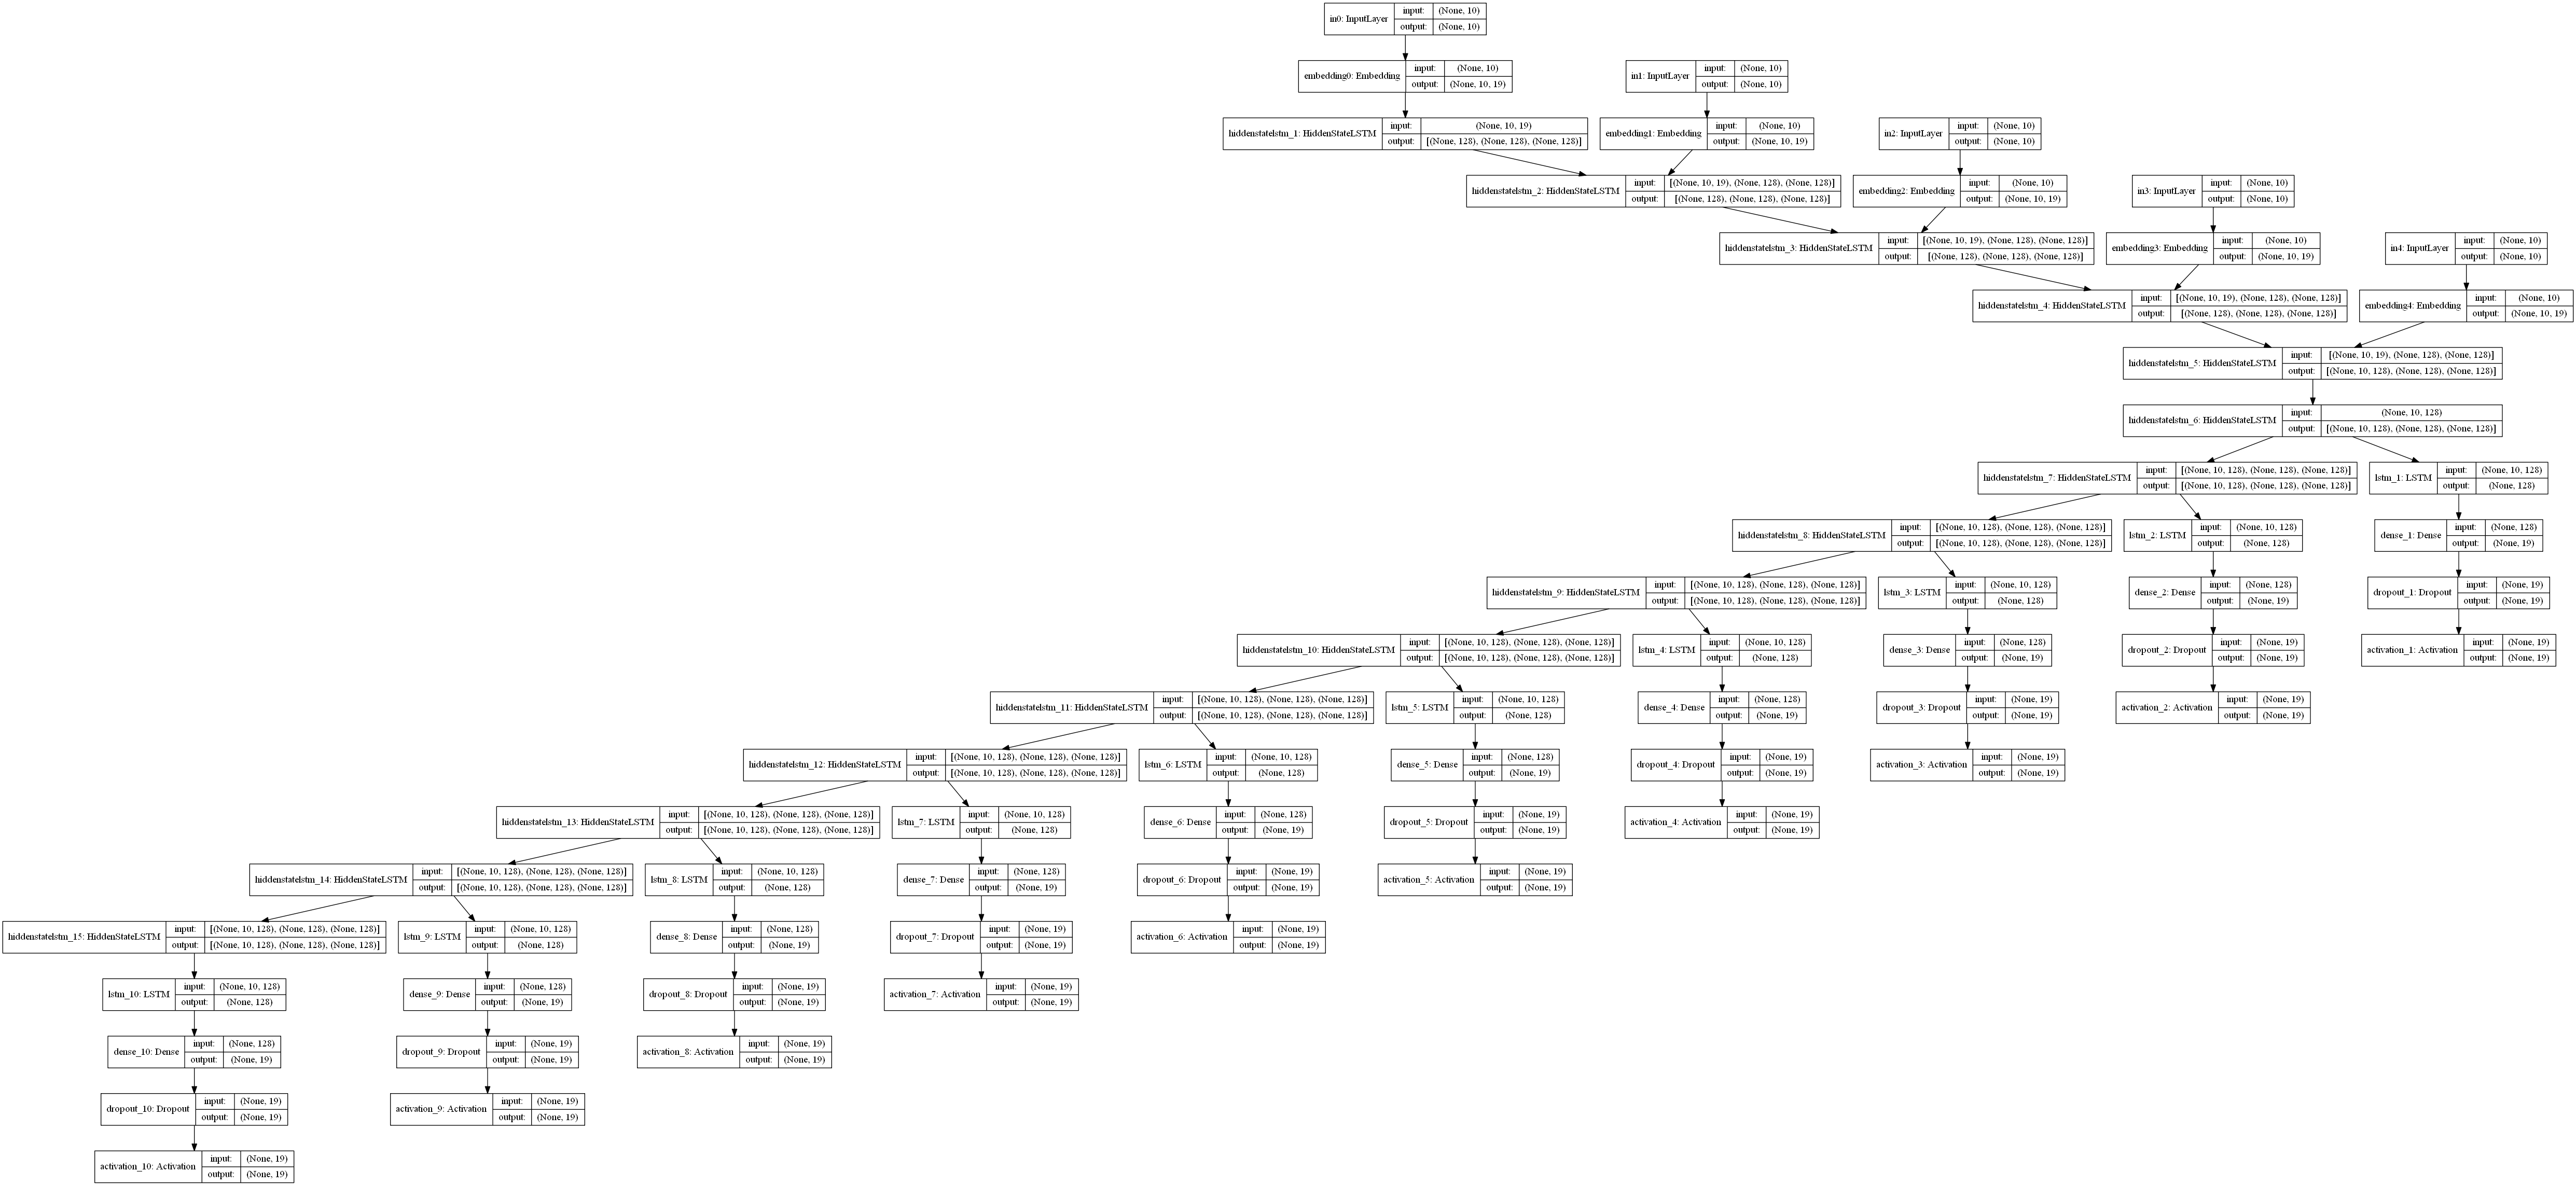 in0: InputLayer input: (None, 10) output: (None, 10)
embedding0: Embedding input: (None, 10) output: (None, 10, 19)
in1: InputLayer input: (None, 10) output: (None, 10)
hiddenstatelstm_1: HiddenStateLSTM input: (None, 10, 19) output: [(None, 128), (None, 128), (None, 128)]
embedding1: Embedding input: (None, 10) output: (None, 10, 19)
in2: InputLayer input: (None, 10) output: (None, 10)
hiddenstatelstm_2: HiddenStateLSTM input: [(None, 10, 19), (None, 128), (None, 128)] output: [(None, 128), (None, 128), (None, 128)]
embedding2: Embedding input: (None, 10) output: (None, 10, 19)
in3: InputLayer input: (None, 10) output: (None, 10)
hiddenstatelstm_3: HiddenStateLSTM input: [(None, 10, 19), (None, 128), (None, 128)] output: [(None, 128), (None, 128), (None, 128)]
embedding3: Embedding input: (None, 10) output: (None, 10, 19)
in4: InputLayer input: (None, 10) output: (None, 10)
hiddenstatelstm_4: HiddenStateLSTM input: [(None, 10, 19), (None, 128), (None, 128)] output: [(None, 128), (None, 128), (None, 128)]
embedding4: Embedding input: (None, 10) output: (None, 10, 19)
hiddenstatelstm_5: HiddenStateLSTM input: [(None, 10, 19), (None, 128), (None, 128)] output: [(None, 10, 128), (None, 128), (None, 128)]
hiddenstatelstm_6: HiddenStateLSTM input: (None, 10, 128) output: [(None, 10, 128), (None, 128), (None, 128)]
hiddenstatelstm_7: HiddenStateLSTM input: [(None, 10, 128), (None, 128), (None, 128)] output: [(None, 10, 128), (None, 128), (None, 128)]
lstm_1: LSTM input: (None, 10, 128) output: (None, 128)
hiddenstatelstm_8: HiddenStateLSTM input: [(None, 10, 128), (None, 128), (None, 128)] output: [(None, 10, 128), (None, 128), (None, 128)]
lstm_2: LSTM input: (None, 10, 128) output: (None, 128)
dense_1: Dense input: (None, 128) output: (None, 19)
hiddenstatelstm_9: HiddenStateLSTM input: [(None, 10, 128), (None, 128), (None, 128)] output: [(None, 10, 128), (None, 128), (None, 128)]
lstm_3: LSTM input: (None, 10, 128) output: (None, 128)
dense_2: Dense input: (None, 128) output: (None, 19)
dropout_1: Dropout input: (None, 19) output: (None, 19)
hiddenstatelstm_10: HiddenStateLSTM input: [(None, 10, 128), (None, 128), (None, 128)] output: [(None, 10, 128), (None, 128), (None, 128)]
lstm_4: LSTM input: (None, 10, 128) output: (None, 128)
dense_3: Dense input: (None, 128) output: (None, 19)
dropout_2: Dropout input: (None, 19) output: (None, 19)
activation_1: Activation input: (None, 19) output: (None, 19)
hiddenstatelstm_11: HiddenStateLSTM input: [(None, 10, 128), (None, 128), (None, 128)] output: [(None, 10, 128), (None, 128), (None, 128)]
lstm_5: LSTM input: (None, 10, 128) output: (None, 128)
dense_4: Dense input: (None, 128) output: (None, 19)
dropout_3: Dropout input: (None, 19) output: (None, 19)
activation_2: Activation input: (None, 19) output: (None, 19)
hiddenstatelstm_12: HiddenStateLSTM input: [(None, 10, 128), (None, 128), (None, 128)] output: [(None, 10, 128), (None, 128), (None, 128)]
lstm_6: LSTM input: (None, 10, 128) output: (None, 128)
dense_5: Dense input: (None, 128) output: (None, 19)
dropout_4: Dropout input: (None, 19) output: (None, 19)
activation_3: Activation input: (None, 19) output: (None, 19)
hiddenstatelstm_13: HiddenStateLSTM input: [(None, 10, 128), (None, 128), (None, 128)] output: [(None, 10, 128), (None, 128), (None, 128)]
lstm_7: LSTM input: (None, 10, 128) output: (None, 128)
dense_6: Dense input: (None, 128) output: (None, 19)
dropout_5: Dropout input: (None, 19) output: (None, 19)
activation_4: Activation input: (None, 19) output: (None, 19)
hiddenstatelstm_14: HiddenStateLSTM input: [(None, 10, 128), (None, 128), (None, 128)] output: [(None, 10, 128), (None, 128), (None, 128)]
lstm_8: LSTM input: (None, 10, 128) output: (None, 128)
dense_7: Dense input: (None, 128) output: (None, 19)
dropout_6: Dropout input: (None, 19) output: (None, 19)
activation_5: Activation input: (None, 19) output: (None, 19)
hiddenstatelstm_15: HiddenStateLSTM input: [(None, 10, 128), (None, 128), (None, 128)] output: [(None, 10, 128), (None, 128), (None, 128)]
lstm_9: LSTM input: (None, 10, 128) output: (None, 128)
dense_8: Dense input: (None, 128) output: (None, 19)
dropout_7: Dropout input: (None, 19) output: (None, 19)
activation_6: Activation input: (None, 19) output: (None, 19)
lstm_10: LSTM input: (None, 10, 128) output: (None, 128)
dense_9: Dense input: (None, 128) output: (None, 19)
dropout_8: Dropout input: (None, 19) output: (None, 19)
activation_7: Activation input: (None, 19) output: (None, 19)
dense_10: Dense input: (None, 128) output: (None, 19)
dropout_9: Dropout input: (None, 19) output: (None, 19)
activation_8: Activation input: (None, 19) output: (None, 19)
dropout_10: Dropout input: (None, 19) output: (None, 19)
activation_9: Activation input: (None, 19) output: (None, 19)
activation_10: Activation input: (None, 19) output: (None, 19)